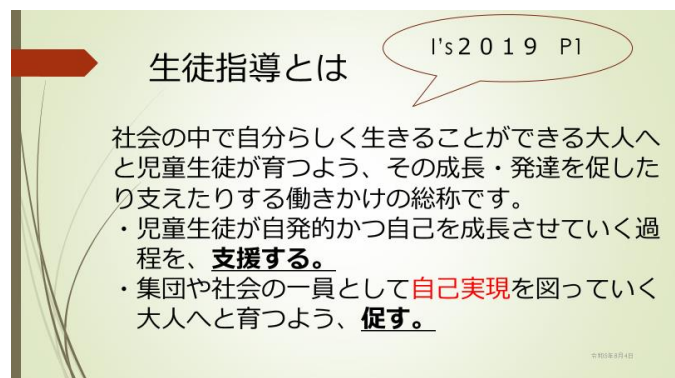 I's２０１９ P1
生徒指導とは
社会の中で自分らしく生きることができる大人へ
と児童生徒が育つよう、その成長・発達を促した
り支えたりする働きかけの総称です。
・児童生徒が自発的かつ自己を成長させていく過
程を、支援する。
・集団や社会の一員として自己実現を図っていく
大人へと育つよう、促す。